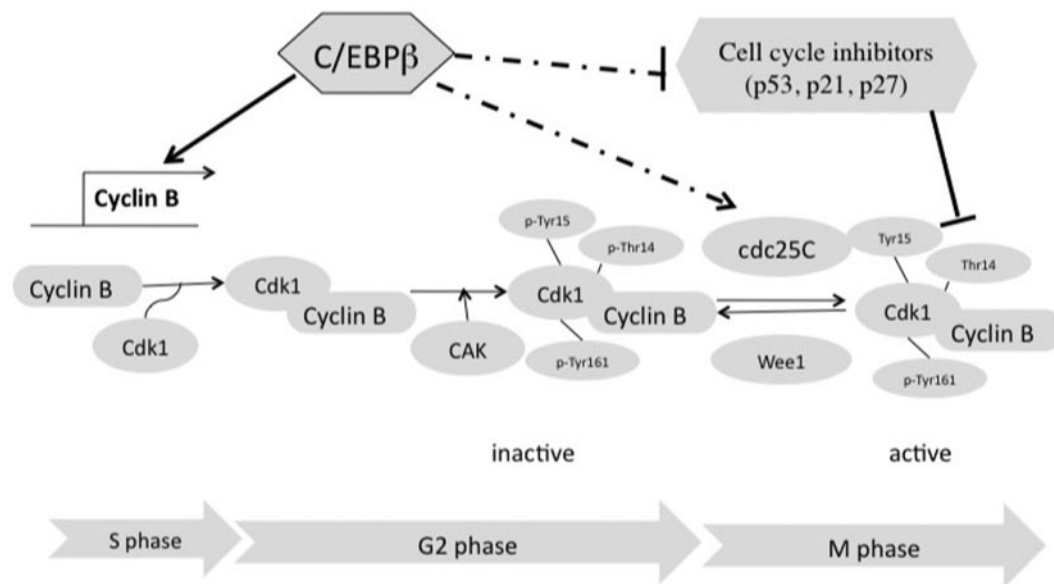 C/EBPβ
Cell cycle inhibitors
(p53, p21, p27)
Cyclin B
p-Tyr15
p-Thr14
cdc25C
Tyr15
Thr14
Cyclin B
Cdk1
Cyclin B
Cdk1
Cyclin B
Cdk1
Cyclin B
Cdk1
CAK
p-Tyr161
Wee1
p-Tyr161
inactive
active
S phase
G2 phase
M phase